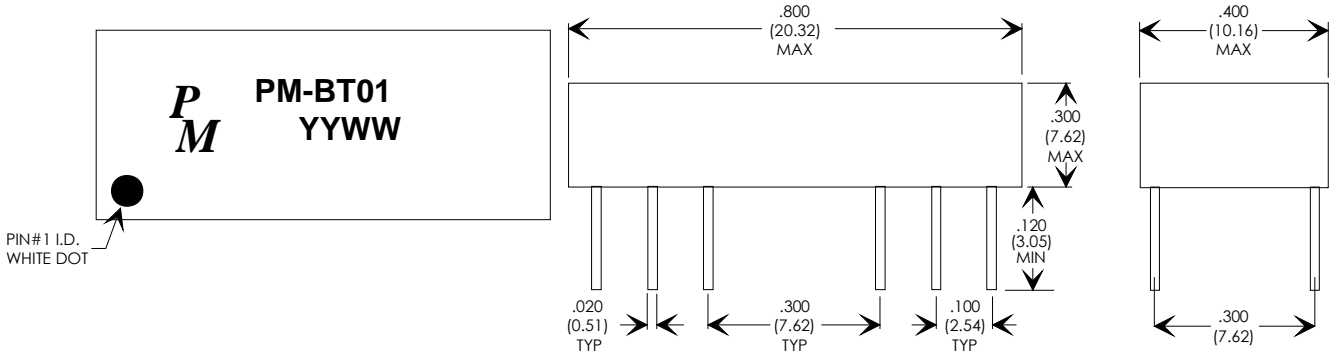 P
M
PM-BT01
YYWW
PIN#1 I.D.
WHITE DOT
.800
(20.32)
MAX
.300
(7.62)
MAX
.120
(3.05)
MIN
.020
(0.51)
TYP
.300
(7.62)
TYP
.100
(2.54)
TYP
.400
(10.16)
MAX
.300
(7.62)